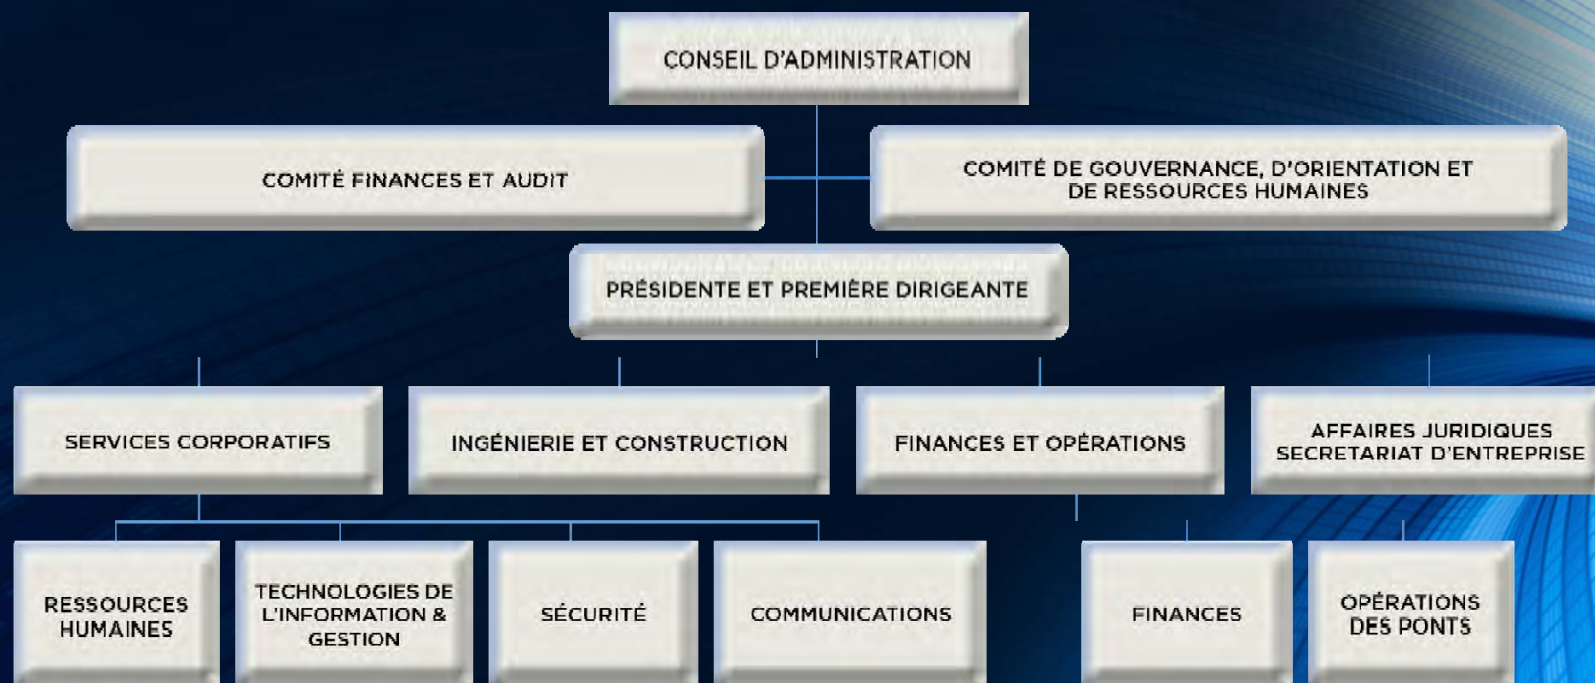 CONSEIL D'ADMINISTRATION
COMITÉ FINANCES ET AUDIT
COMITÉ DE GOUVERNANCE, D'ORIENTATION ET
DE RESSOURCES HUMAINES
PRÉSIDENTE ET PREMIÈRE DIRIGEANTE
SERVICES CORPORATIFS
INGÉNIERIE ET CONSTRUCTION
FINANCES ET OPÉRATIONS
AFFAIRES JURIDIQUES
SECRETARIAT D'ENTREPRISE
RESSOURCES
HUMAINES
TECHNOLOGIES DE
L'INFORMATION &
GESTION
SÉCURITÉ
COMMUNICATIONS
FINANCES
OPÉRATIONS
DES PONTS